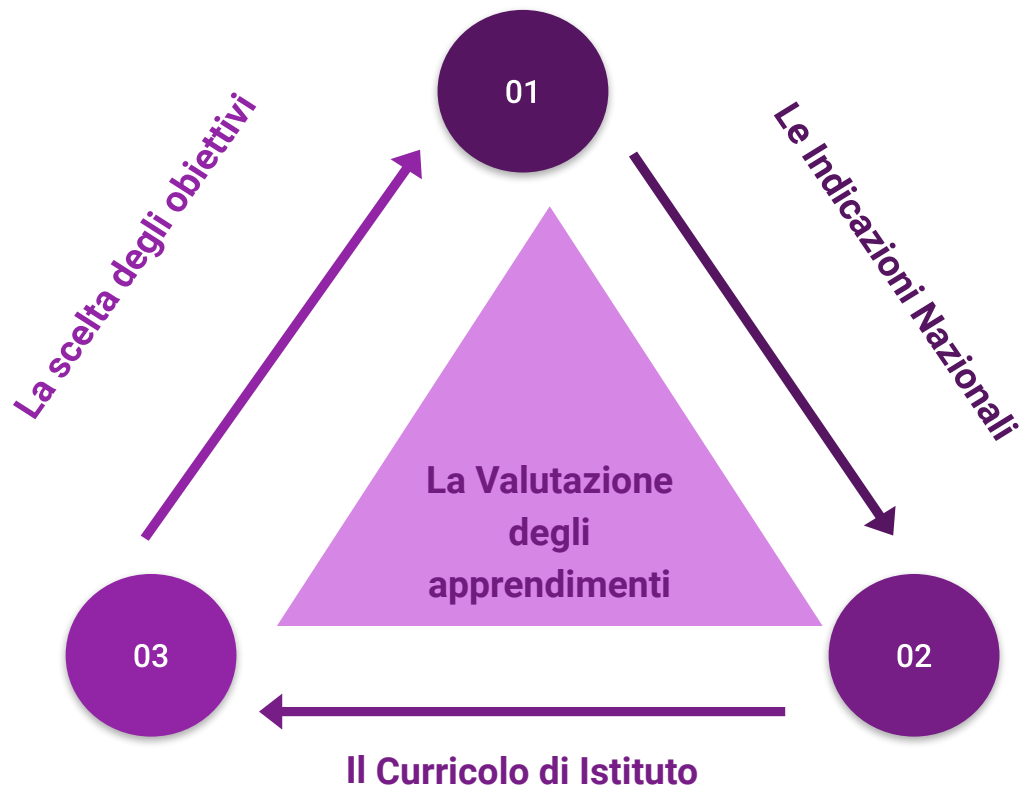 01
Le Indicazioni Nazionali
La scelta degli obiettivi
La Valutazione
degli
apprendimenti
03
02
Il Curricolo di Istituto